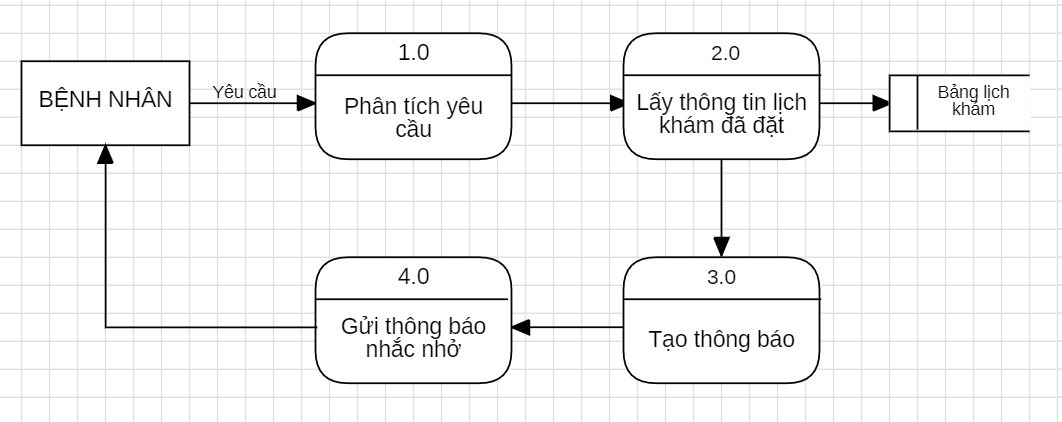 BỆNH NHÂN
Yêu cầu
1.0
Phân tích yêu
cầu
2.0
Lấy thông tin lịch
khám đã đặt
Bảng lịch
khám
4.0
Gửi thông báo
nhắc nhở
3.0
Tạo thông báo